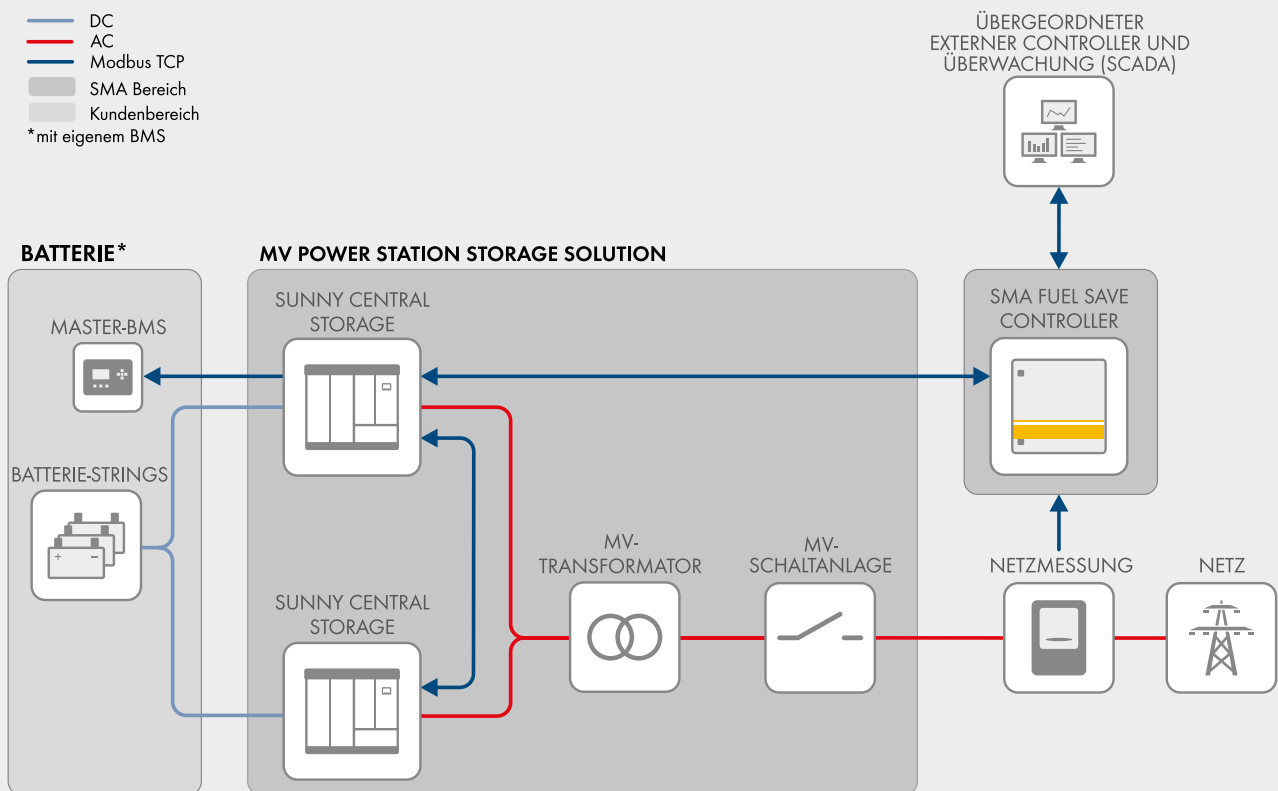 DC
AC
Modbus TCP
SMA Bereich
Kundenbereich
*mit eigenem BMS
ÜBERGEORDNETER
EXTERNER CONTROLLER UND
ÜBERWACHUNG (SCADA)
BATTERIE*
MV POWER STATION STORAGE SOLUTION
MASTER-BMS
SUNNY CENTRAL
STORAGE
SMA FUEL SAVE
CONTROLLER
BATTERIE-STRINGS
SUNNY CENTRAL
STORAGE
MV-
TRANSFORMATOR
MV-
SCHALTANLAGE
NETZMESSUNG
NETZ